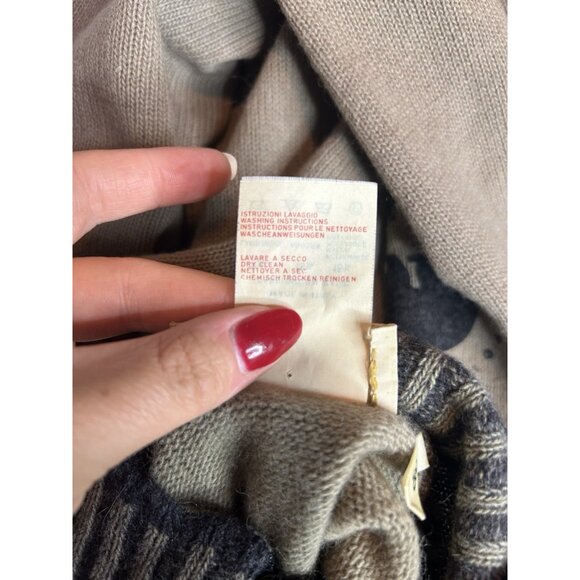 ISTRUZIONI LAVAGGIO
WASHING INSTRUCTIONS
INSTRUCTIONS POUR LE NETTOYAGE
WASCHEANWEISUNGEN
LAVARE A SECCO
DRY CLEAN
NETTOYER A SEC
CHEMISCH TROCKEN REINIGEN